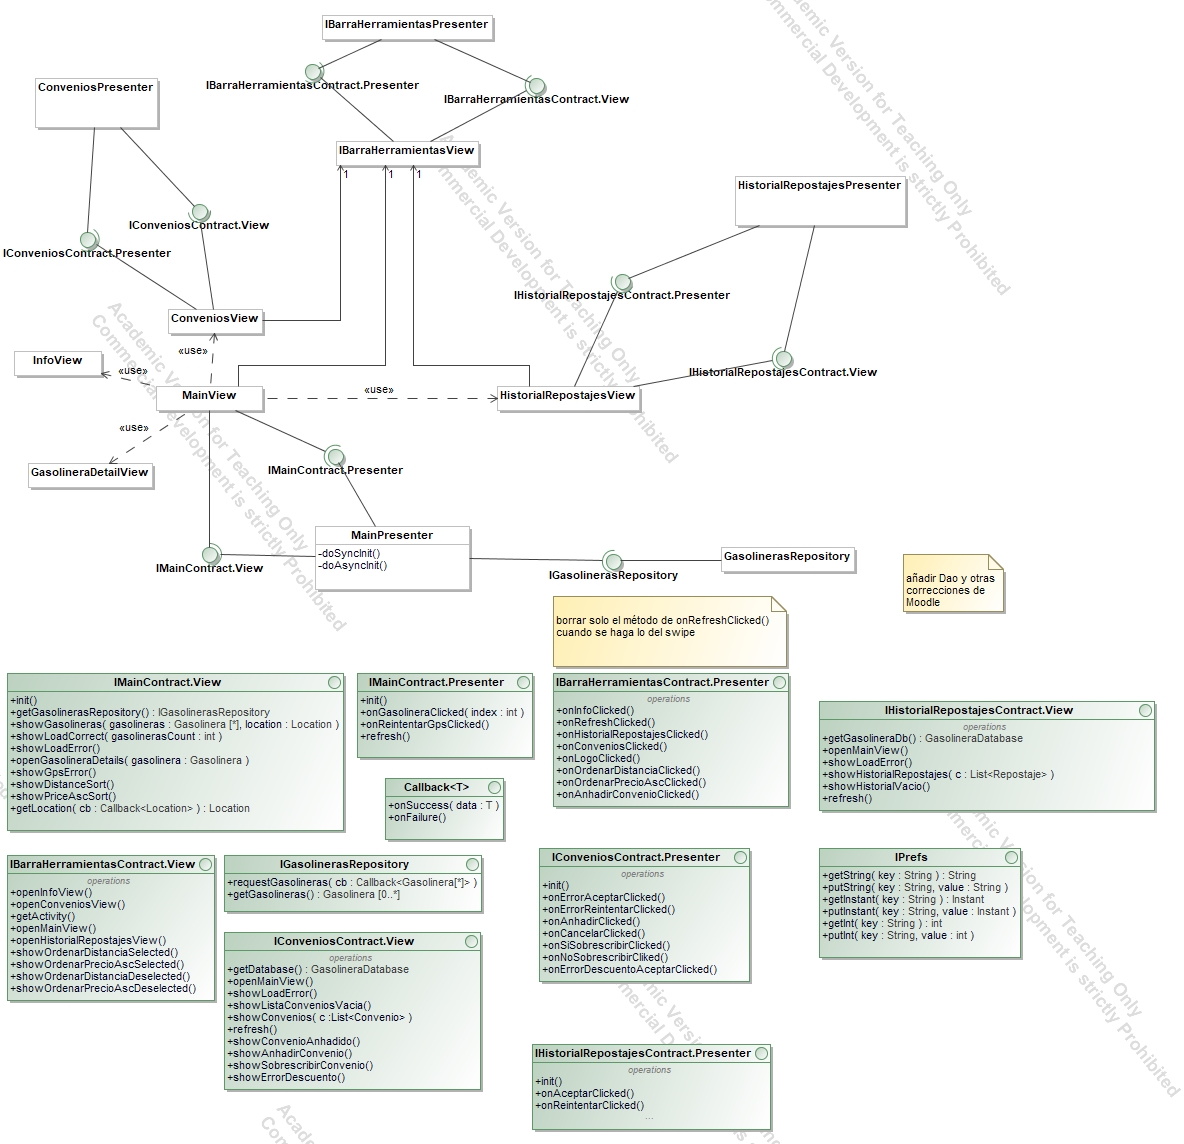 IBarraHerramientasPresenter
IBarraHerramientasContract.Presenter
IBarraHerramientasContract.View
ConveniosPresenter
IBarraHerramientasView
1
1
1
HistorialRepostajesPresenter
IConveniosContract.View
IConveniosContract.Presenter
IHistorialRepostajesContract.Presenter
ConveniosView
«use»
InfoView
«use»
IHistorialRepostajesContract.View
MainView
«use»
HistorialRepostajesView
«use»
GasolineraDetailView
IMainContract.Presenter
MainPresenter
-doSyncInit()
-doAsyncInit()
IMainContract.View
IGasolinerasRepository
GasolinerasRepository
añadir Dao y otras
correcciones de
Moodle
borrar solo el método de onRefreshClicked()
cuando se haga lo del swipe
IMainContract.View
+init()
+getGasolinerasRepository() : IGasolinerasRepository
+showGasolineras( gasolineras : Gasolinera [*], location : Location )
+showLoadCorrect( gasolinerasCount : int )
+showLoadError()
+openGasolineraDetails( gasolinera : Gasolinera )
+showGpsError()
+showDistanceSort()
+showPriceAscSort()
+getLocation( cb : Callback<Location> ) : Location
IMainContract.Presenter
+init()
+onGasolineraClicked( index : int )
+onReintentarGpsClicked()
+refresh()
Callback<T>
+onSuccess( data : T )
+onFailure()
IBarraHerramientasContract.Presenter
operations
+onInfoClicked()
+onRefreshClicked()
+onHistorialRepostajesClicked()
+onConveniosClicked()
+onLogoClicked()
+onOrdenarDistanciaClicked()
+onOrdenarPrecioAscClicked()
+onAnhadirConvenioClicked()
IHistorialRepostajesContract.View
operations
+getGasolineraDb() : GasolineraDatabase
+openMainView()
+showLoadError()
+showHistorialRepostajes( c : List<Repostaje> )
+showHistorialVacio()
+refresh()
IBarraHerramientasContract.View
operations
+openInfoView()
+openConveniosView()
+getActivity()
+openMainView()
+openHistorialRepostajesView()
+showOrdenarDistanciaSelected()
+showOrdenarPrecioAscSelected()
+showOrdenarDistanciaDeselected()
+showOrdenarPrecioAscDeselected()
IGasolinerasRepository
+requestGasolineras( cb : Callback<Gasolinera[*]> )
+getGasolineras() : Gasolinera [0..*]
IConveniosContract.View
operations
+getDatabase() : GasolineraDatabase
+openMainView()
+showLoadError()
+showListaConveniosVacia()
+showConvenios( c :List<Convenio> )
+refresh()
+showConvenioAnhadido()
+showAnhadirConvenio()
+showSobrescribirConvenio()
+showErrorDescuento()
IConveniosContract.Presenter
operations
+init()
+onErrorAceptarClicked()
+onErrorReintentarClicked()
+onAnhadirClicked()
+onCancelarClicked()
+onSiSobrescribirClicked()
+onNoSobrescribirCliked()
+onErrorDescuentoAceptarClicked()
IPrefs
+getString( key : String ) : String
+putString( key : String, value : String )
+getInstant( key : String ) : Instant
+putInstant( key : String, value : Instant )
+getInt( key : String ) : int
+putInt( key : String, value : int )
IHistorialRepostajesContract.Presenter
operations
+init()
+onAceptarClicked()
+onReintentarClicked()
...
Academic Version for Teaching Only
Commercial Development is strictly Prohibited